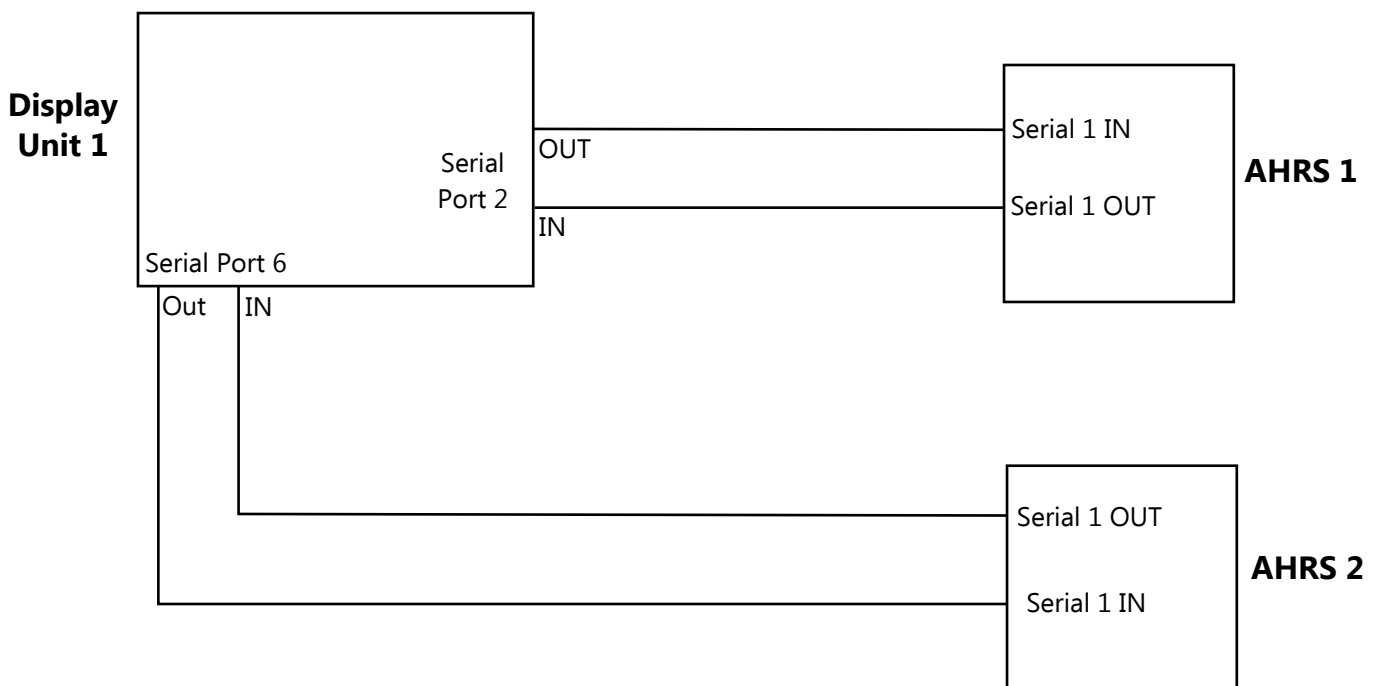 Display
Unit 1
Serial
Port 2
OUT
IN
Serial Port 6
Out
IN
Serial 1 IN
Serial 1 OUT
AHRS 1
Serial 1 OUT
Serial 1 IN
AHRS 2